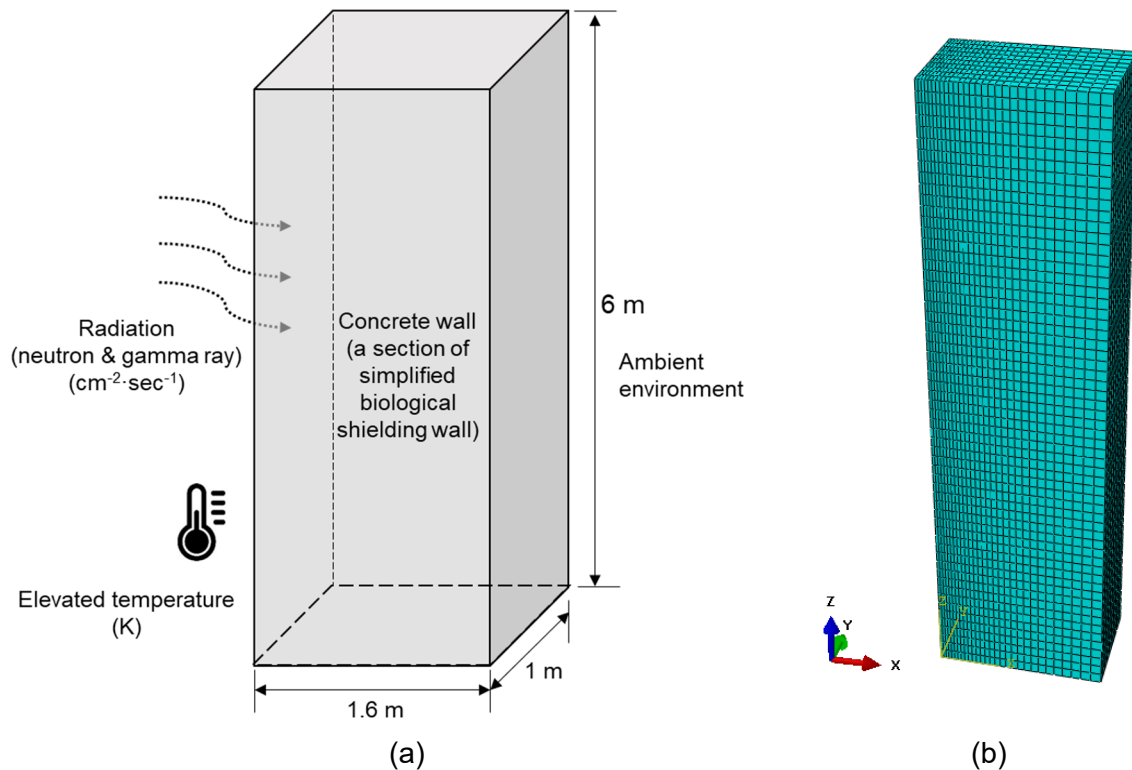 6 m
Radiation
(neutron & gamma ray)
(cm⁻²·sec⁻¹)
Concrete wall
(a section of
simplified
biological
shielding wall)
Ambient
environment
Elevated temperature
(K)
1 m
1.6 m
(a)
Z
Y
X
Z
Y
X
(b)